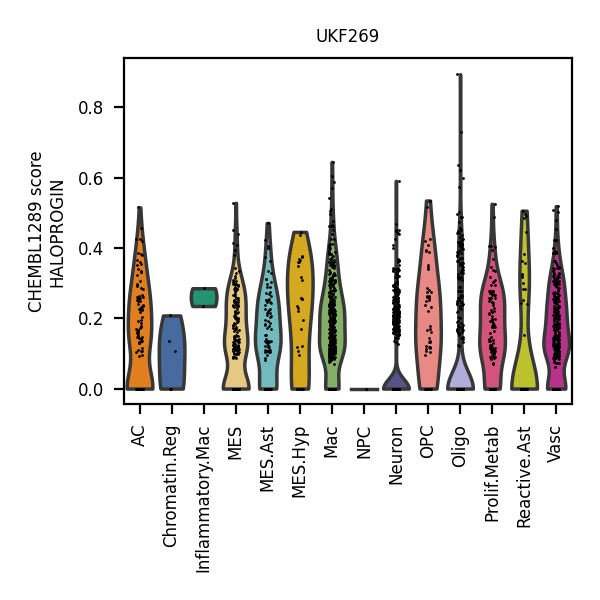 UKF269
CHEMBL1289 score
HALOPROGIN
0.8
0.6
0.4
0.2
0.0
AC
Chromatin.Reg
Inflammatory.Mac
MES
MES.Ast
MES.Hyp
Mac
NPC
Neuron
OPC
Oligo
Prolif.Metab
Reactive.Ast
Vasc